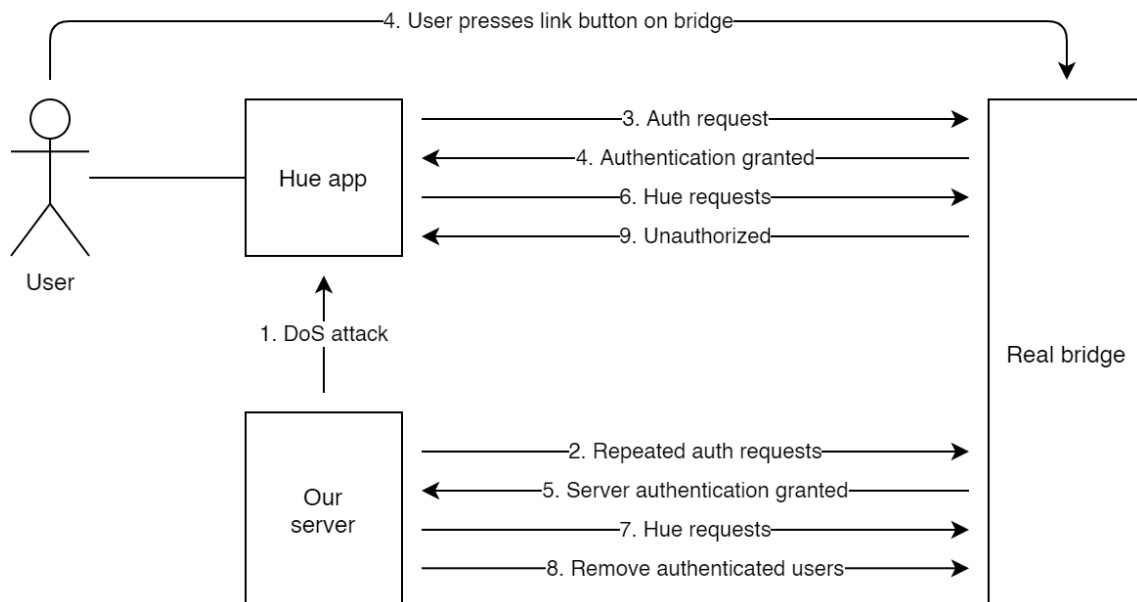 4. User presses link button on bridge
3. Auth request
4. Authentication granted
Hue app
6. Hue requests
9. Unauthorized
User
1. DoS attack
Real bridge
2. Repeated auth requests
5. Server authentication granted
Our
server
7. Hue requests
8. Remove authenticated users